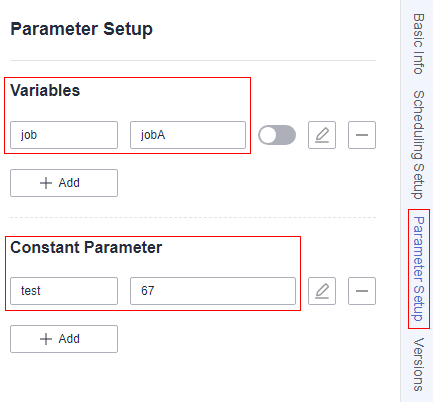 Parameter Setup
Variables
job
jobA
Add
Constant Parameter
test
67
Add
Basic Info
Scheduling Setup
Parameter Setup
Versions